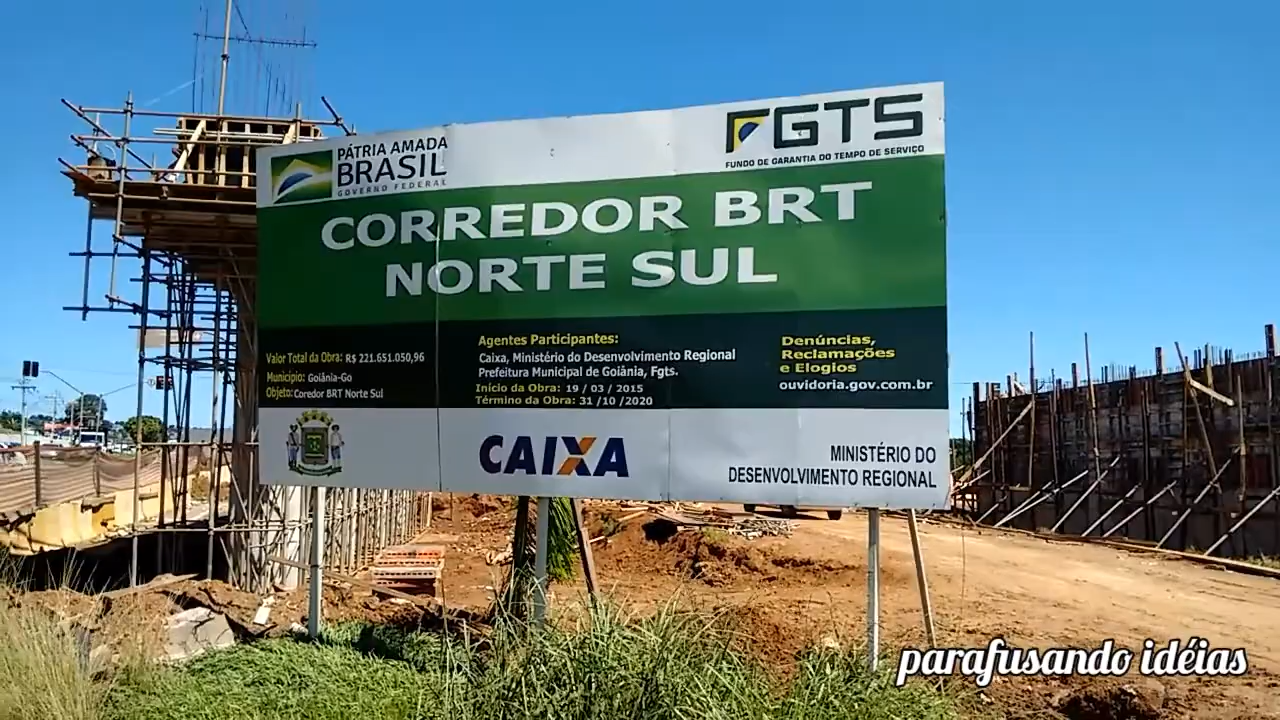 PÁTRIA AMADA
BRASIL
GOVERNO FEDERAL
FGTS
FUNDO DE GARANTIA DO TEMPO DE SERVIÇO
CORREDOR BRT
NORTE SUL
Valor Total da Obra: R$ 221.651.050,96
Município: Goiânia-Go
Objeto: Coredor BRT Norte Sul
Agentes Participantes:
Caixa, Ministério do Desenvolvimento Regional
Prefeitura Municipal de Goiânia, Fgts.
Início da Obra: 19 / 03 / 2015
Término da Obra: 31 /10 /2020
Denúncias,
Reclamações
e Elogios
ouvidoria.gov.com.br
CAIXA
MINISTÉRIO DO
DESENVOLVIMENTO REGIONAL
parafusando idéias